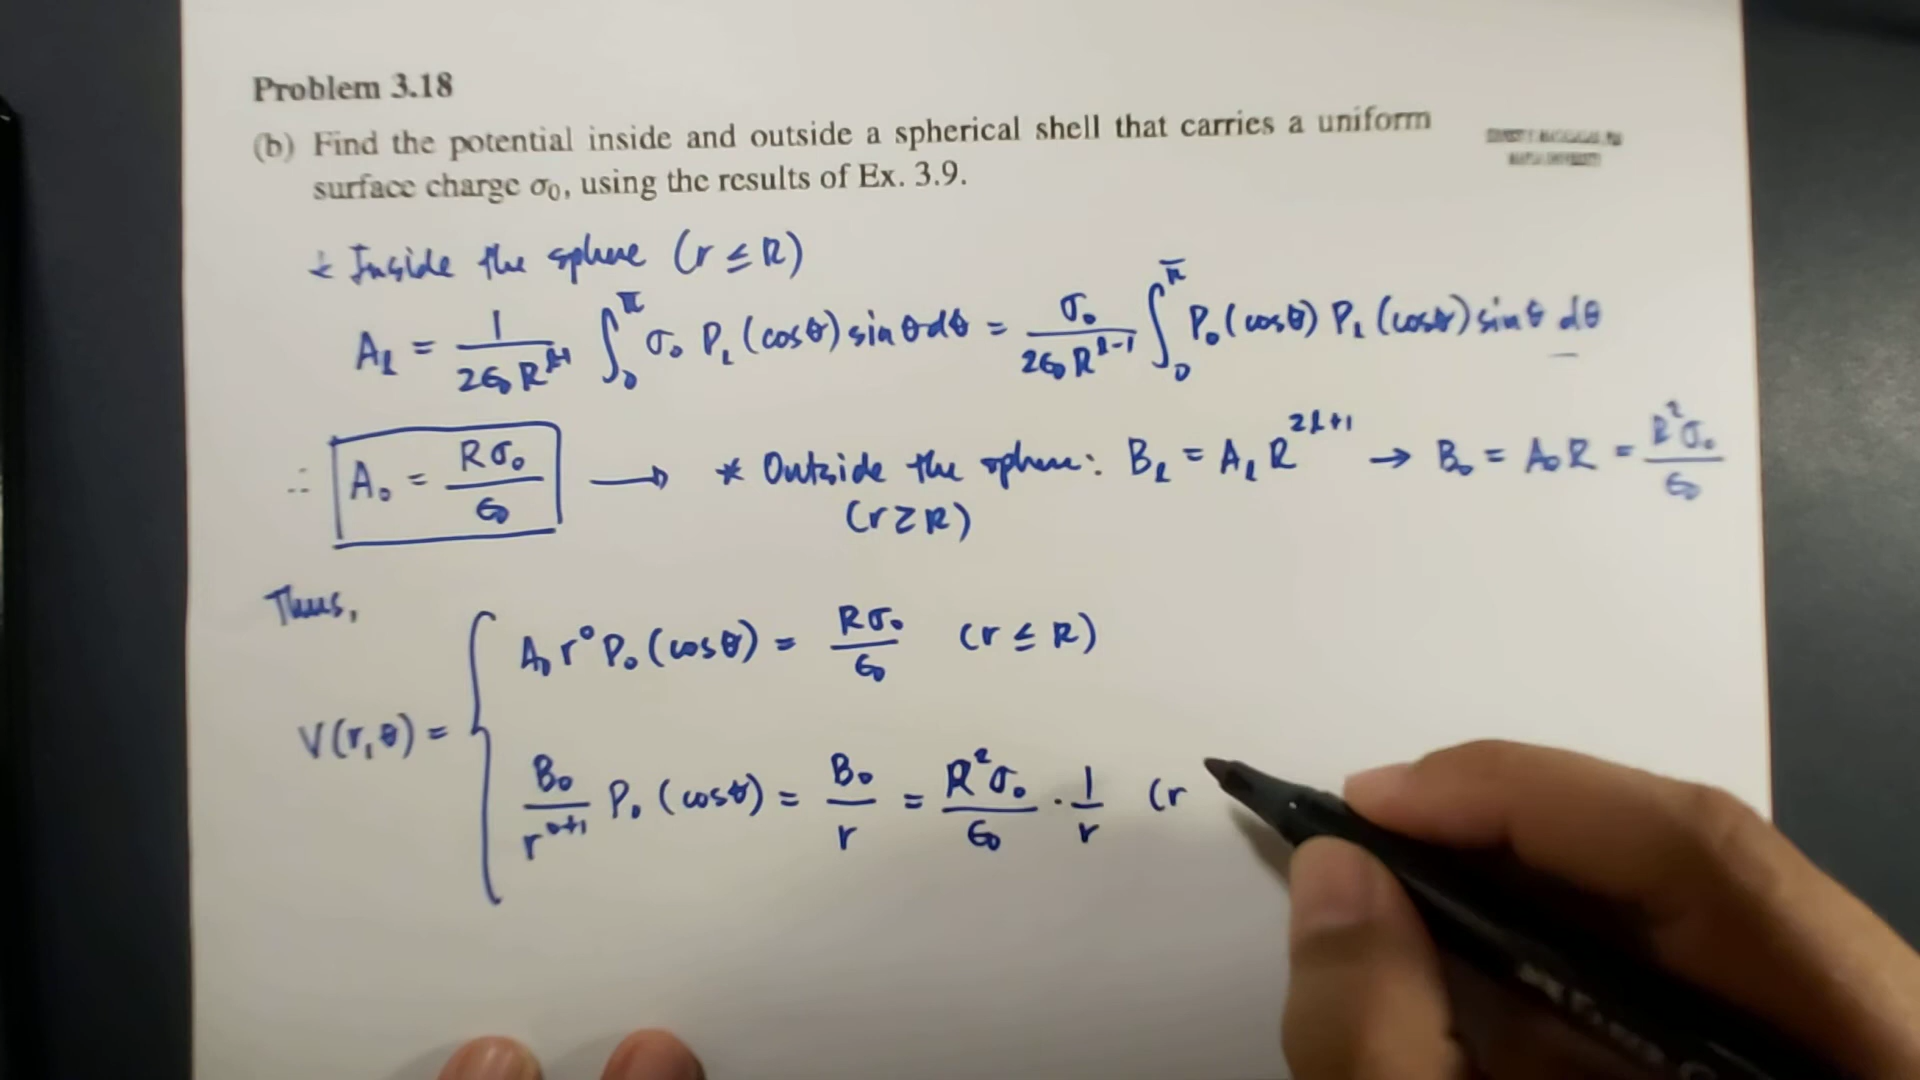 Problem 3.18
(b) Find the potential inside and outside a spherical shell that carries a uniform
surface charge σ₀, using the results of Ex. 3.9.
* Inside the sphere (r ≤ R)
A_l = 1/(2ε₀R^(l-1)) ∫₀^π σ₀ P_l (cosθ) sinθdθ = σ₀/(2ε₀R^(l-1)) ∫₀^π P₀(cosθ) P_l (cosθ) sinθ dθ
∴ A₀ = Rσ₀/ε₀ → * Outside the sphere: B_l = A_l R^(2l+1) → B₀ = A₀R = R²σ₀/ε₀
(r ≥ R)
Thus,
A₀ r⁰ P₀ (cosθ) = Rσ₀/ε₀ (r ≤ R)
V(r,θ) = {
B₀/r^(0+1) P₀ (cosθ) = B₀/r = R²σ₀/ε₀ · 1/r (r